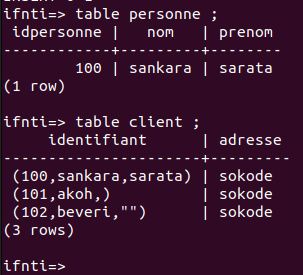 ifnti=> table personne ;
 idpersonne |   nom   | prenom
------------+---------+--------
        100 | sankara | sarata
(1 row)

ifnti=> table client ;
     identifiant      | adresse
----------------------+---------
 (100,sankara,sarata) | sokode
 (101,akoh,)          | sokode
 (102,beveri,"")      | sokode
(3 rows)

ifnti=>